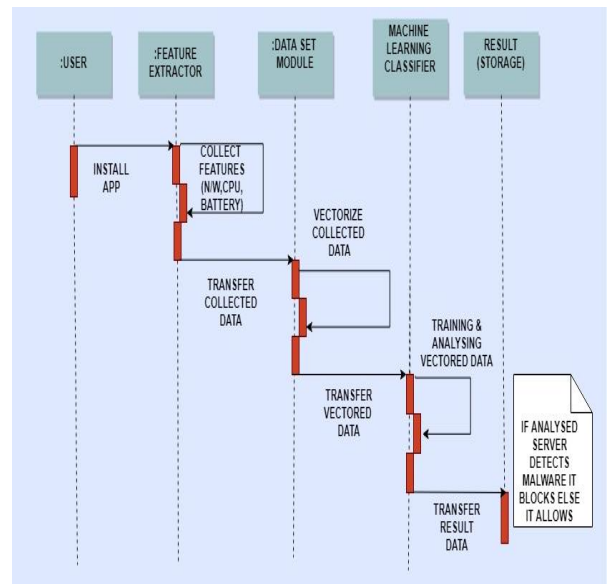 :USER
:FEATURE
EXTRACTOR
:DATA SET
MODULE
MACHINE
LEARNING
CLASSIFIER
RESULT
(STORAGE)
INSTALL
APP
COLLECT
FEATURES
(N/W,CPU,
BATTERY)
TRANSFER
COLLECTED
DATA
VECTORIZE
COLLECTED
DATA
TRANSFER
VECTORED
DATA
TRAINING &
ANALYSING
VECTORED DATA
TRANSFER
RESULT
DATA
IF ANALYSED
SERVER
DETECTS
MALWARE IT
BLOCKS ELSE
IT ALLOWS